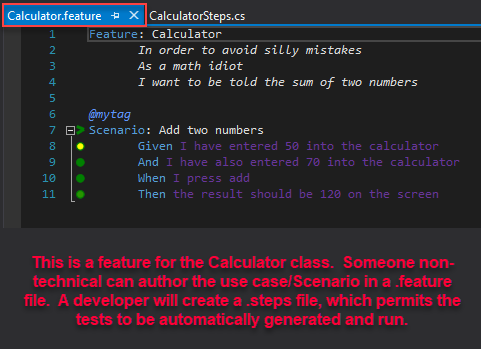 Calculator.feature CalculatorSteps.cs
1 Feature: Calculator
2 In order to avoid silly mistakes
3 As a math idiot
4 I want to be told the sum of two numbers
5
6 @mytag
7 Scenario: Add two numbers
8 Given I have entered 50 into the calculator
9 And I have also entered 70 into the calculator
10 When I press add
11 Then the result should be 120 on the screen
This is a feature for the Calculator class. Someone non-
technical can author the use case/Scenario in a .feature
file. A developer will create a .steps file, which permits the
tests to be automatically generated and run.